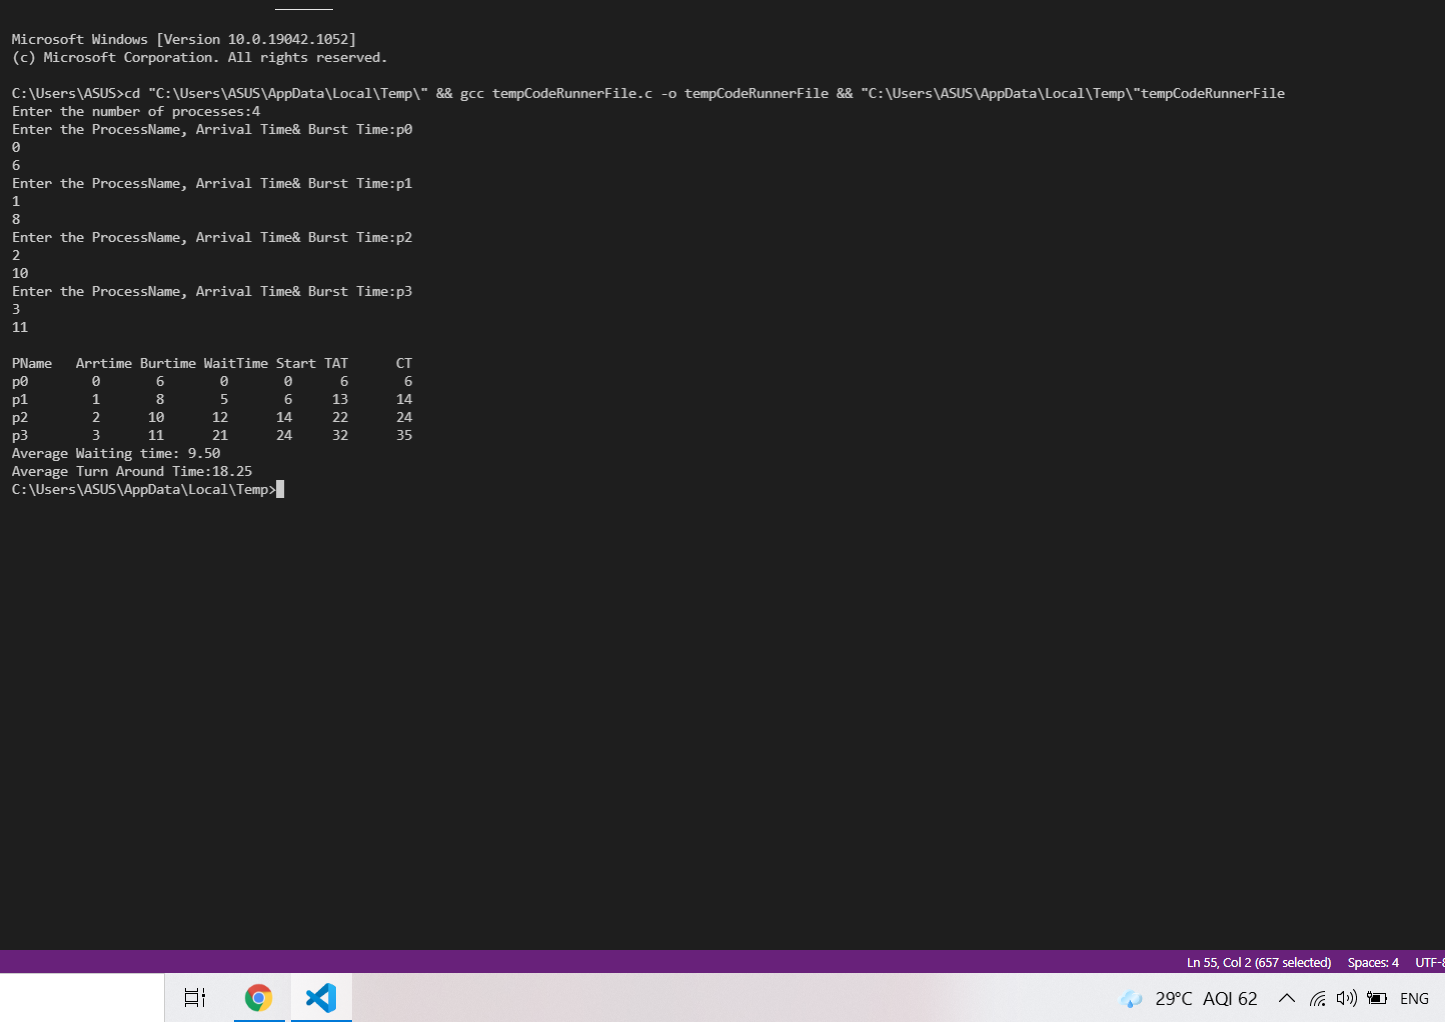 Microsoft Windows [Version 10.0.19042.1052]
(c) Microsoft Corporation. All rights reserved.
C:\Users\ASUS>cd "C:\Users\ASUS\AppData\Local\Temp\" && gcc tempCodeRunnerFile.c -o tempCodeRunnerFile && "C:\Users\ASUS\AppData\Local\Temp\"tempCodeRunnerFile
Enter the number of processes:4
Enter the ProcessName, Arrival Time& Burst Time:p0
0
6
Enter the ProcessName, Arrival Time& Burst Time:p1
1
8
Enter the ProcessName, Arrival Time& Burst Time:p2
2
10
Enter the ProcessName, Arrival Time& Burst Time:p3
3
11
PName   Arrtime Burtime WaitTime Start TAT      CT
p0        0       6       0       0      6       6
p1        1       8       5       6     13      14
p2        2      10      12      14     22      24
p3        3      11      21      24     32      35
Average Waiting time: 9.50
Average Turn Around Time:18.25
C:\Users\ASUS\AppData\Local\Temp>
Ln 55, Col 2 (657 selected) Spaces: 4 UTF-8
29°C AQI 62 ENG